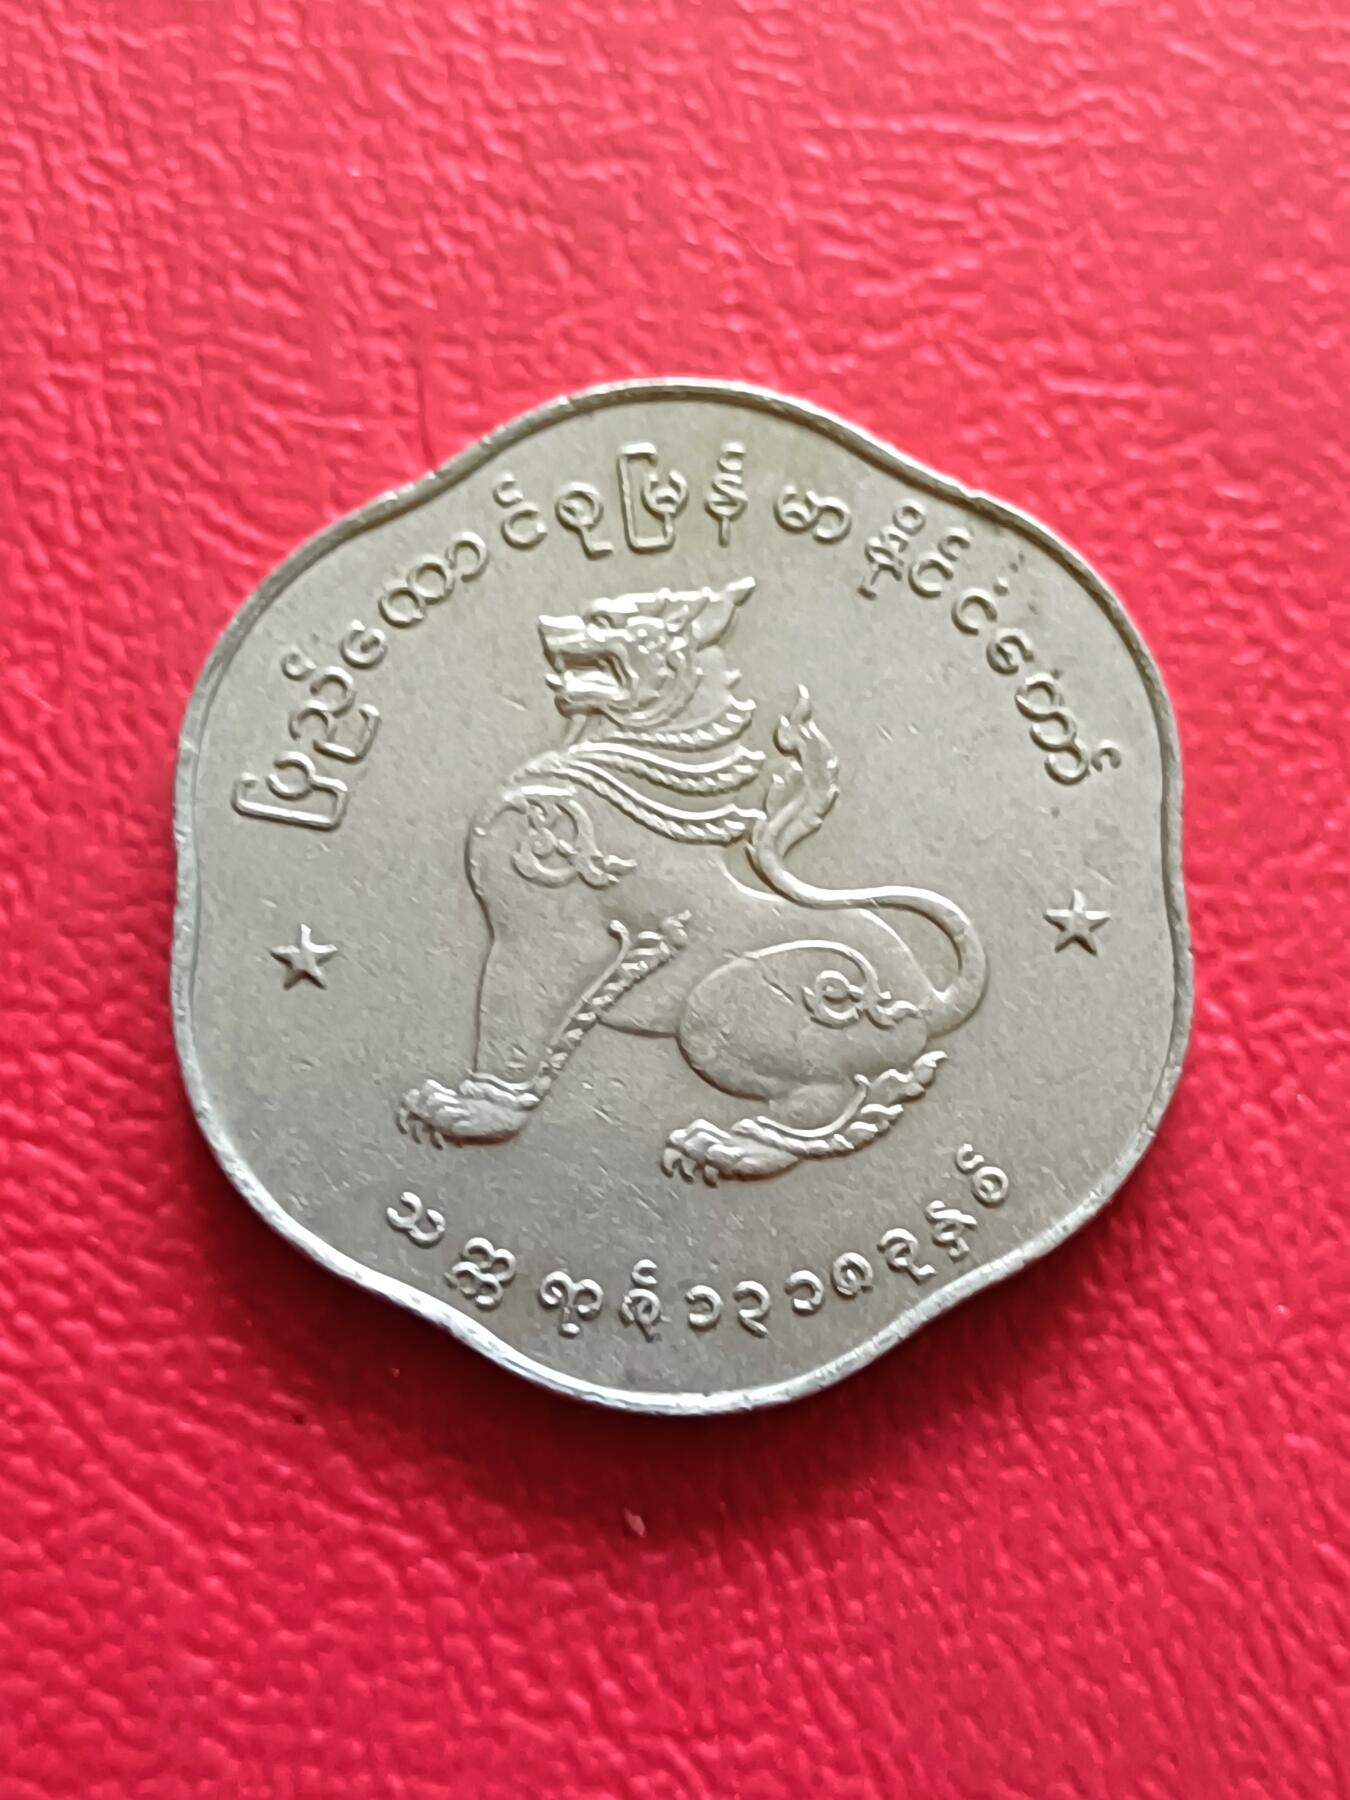 ပြည်ထောင်စုမြန်မာနိုင်ငံတော်
သက္ကရာဇ်၁၃၁၈ခုနှစ်